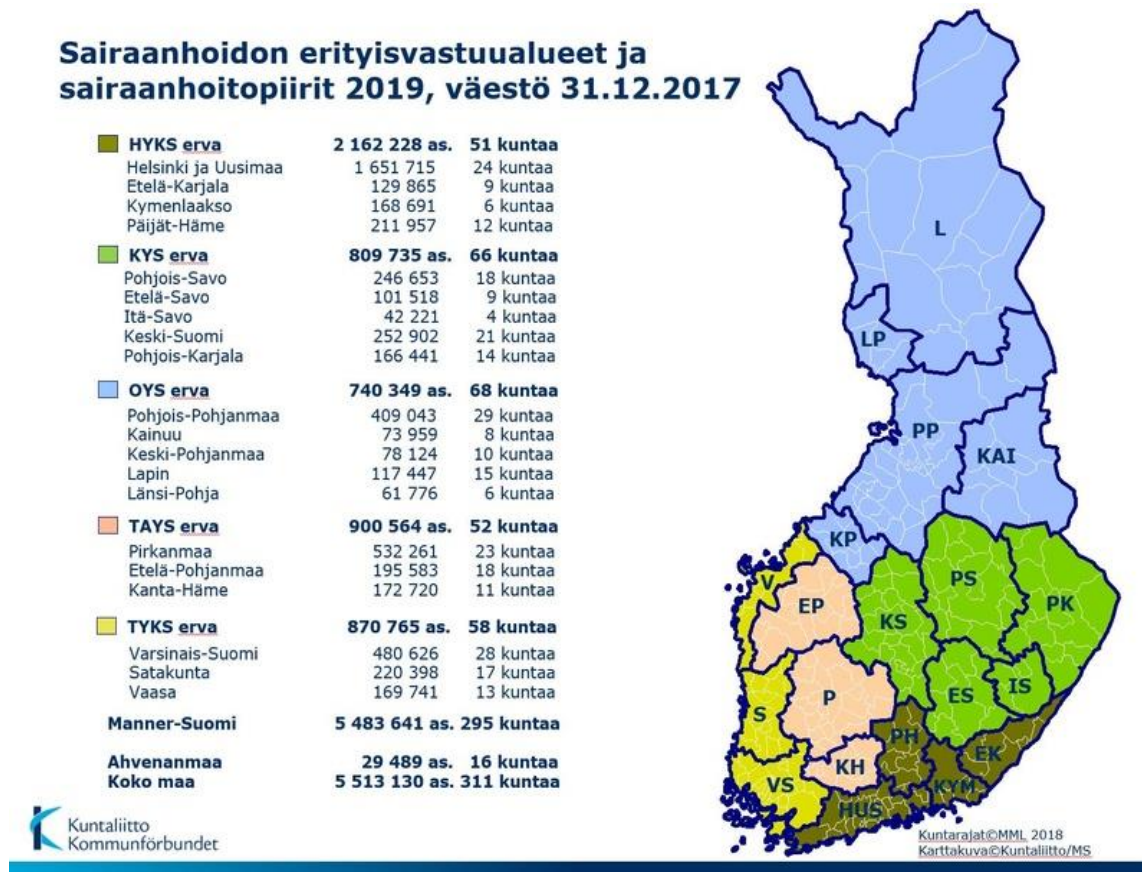 Sairaanhoidon erityisvastuualueet ja
sairaanhoitopiirit 2019, väestö 31.12.2017
HYKS erva 2 162 228 as. 51 kuntaa
Helsinki ja Uusimaa 1 651 715 24 kuntaa
Etelä-Karjala 129 865 9 kuntaa
Kymenlaakso 168 691 6 kuntaa
Päijät-Häme 211 957 12 kuntaa
KYS erva 809 735 as. 66 kuntaa
Pohjois-Savo 246 653 18 kuntaa
Etelä-Savo 101 518 9 kuntaa
Itä-Savo 42 221 4 kuntaa
Keski-Suomi 252 902 21 kuntaa
Pohjois-Karjala 166 441 14 kuntaa
OYS erva 740 349 as. 68 kuntaa
Pohjois-Pohjanmaa 409 043 29 kuntaa
Kainuu 73 959 8 kuntaa
Keski-Pohjanmaa 78 124 10 kuntaa
Lapin 117 447 15 kuntaa
Länsi-Pohja 61 776 6 kuntaa
TAYS erva 900 564 as. 52 kuntaa
Pirkanmaa 532 261 23 kuntaa
Etelä-Pohjanmaa 195 583 18 kuntaa
Kanta-Häme 172 720 11 kuntaa
TYKS erva 870 765 as. 58 kuntaa
Varsinais-Suomi 480 626 28 kuntaa
Satakunta 220 398 17 kuntaa
Vaasa 169 741 13 kuntaa
Manner-Suomi 5 483 641 as. 295 kuntaa
Ahvenanmaa 29 489 as. 16 kuntaa
Koko maa 5 513 130 as. 311 kuntaa
L
LP
PP
KAI
KP
V
EP
KS
PS
PK
S
P
ES
IS
PH
EK
KH
VS
KYM
HUS
Kuntaliitto
Kommunförbundet
Kuntarajat©MML 2018
Karttakuva©Kuntaliitto/MS